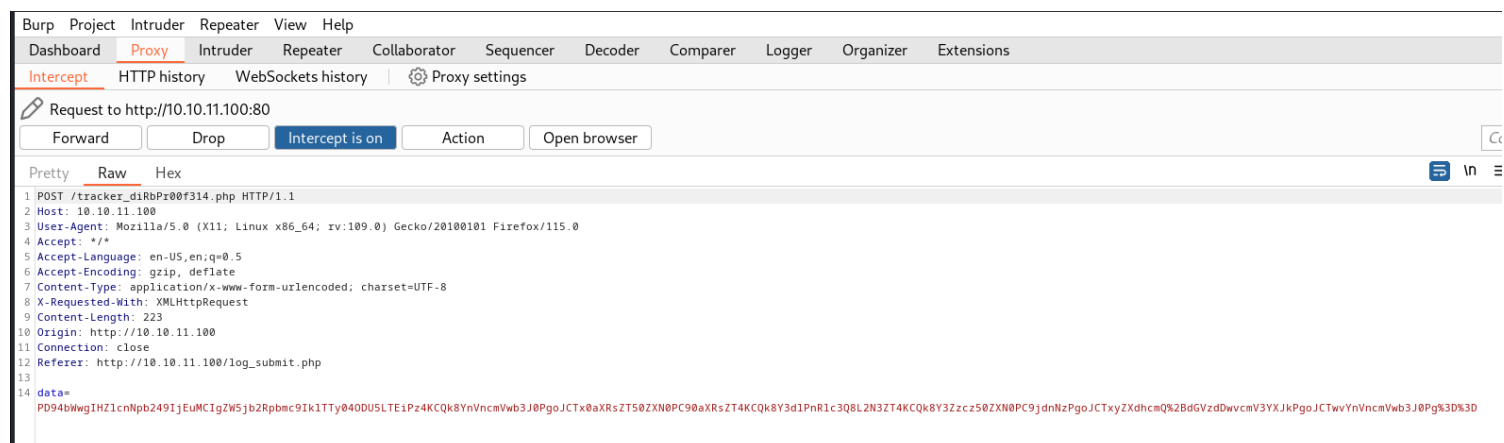 Burp Project Intruder Repeater View Help
Dashboard Proxy Intruder Repeater Collaborator Sequencer Decoder Comparer Logger Organizer Extensions
Intercept HTTP history WebSockets history Proxy settings
Request to http://10.10.11.100:80
Forward Drop Intercept is on Action Open browser
Pretty Raw Hex \n
1 POST /tracker_diRbPr00f314.php HTTP/1.1
2 Host: 10.10.11.100
3 User-Agent: Mozilla/5.0 (X11; Linux x86_64; rv:109.0) Gecko/20100101 Firefox/115.0
4 Accept: */*
5 Accept-Language: en-US,en;q=0.5
6 Accept-Encoding: gzip, deflate
7 Content-Type: application/x-www-form-urlencoded; charset=UTF-8
8 X-Requested-With: XMLHttpRequest
9 Content-Length: 223
10 Origin: http://10.10.11.100
11 Connection: close
12 Referer: http://10.10.11.100/log_submit.php
13
14 data=
PD94bWwgIHZlcnNpb249IjEuMCIgZW5jb2Rpbmc9IklTTy04ODU5LTEiPz4KCQk8YnVncmVwb3J0PgoJCTx0aXRsZT50ZXN0PC90aXRsZT4KCQk8Y3dlPnRlc3Q8L2N3ZT4KCQk8Y3Zzcz50ZXN0PC9jdnNzPgoJCTxyZXdhcmQ%2BdGVzdDwvcmV3YXJkPgoJCTwvYnVncmVwb3J0Pg%3D%3D